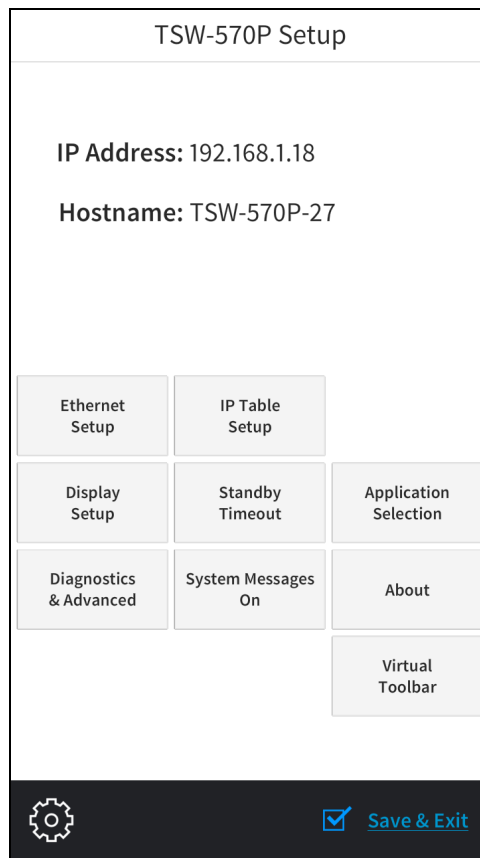 TSW-570P Setup
IP Address: 192.168.1.18
Hostname: TSW-570P-27
Ethernet
Setup
IP Table
Setup
Display
Setup
Standby
Timeout
Application
Selection
Diagnostics
& Advanced
System Messages
On
About
Virtual
Toolbar
Save & Exit